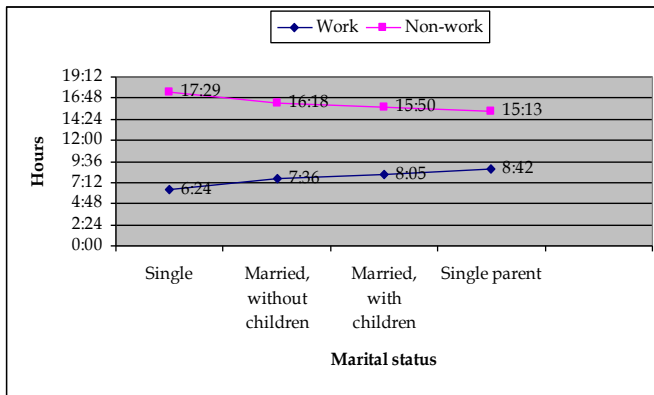 Work Non-work
19:12
16:48
14:24
12:00
9:36
7:12
4:48
2:24
0:00
Hours
17:29 16:18 15:50 15:13
6:24 7:36 8:05 8:42
Single Married, without children Married, with children Single parent
Marital status